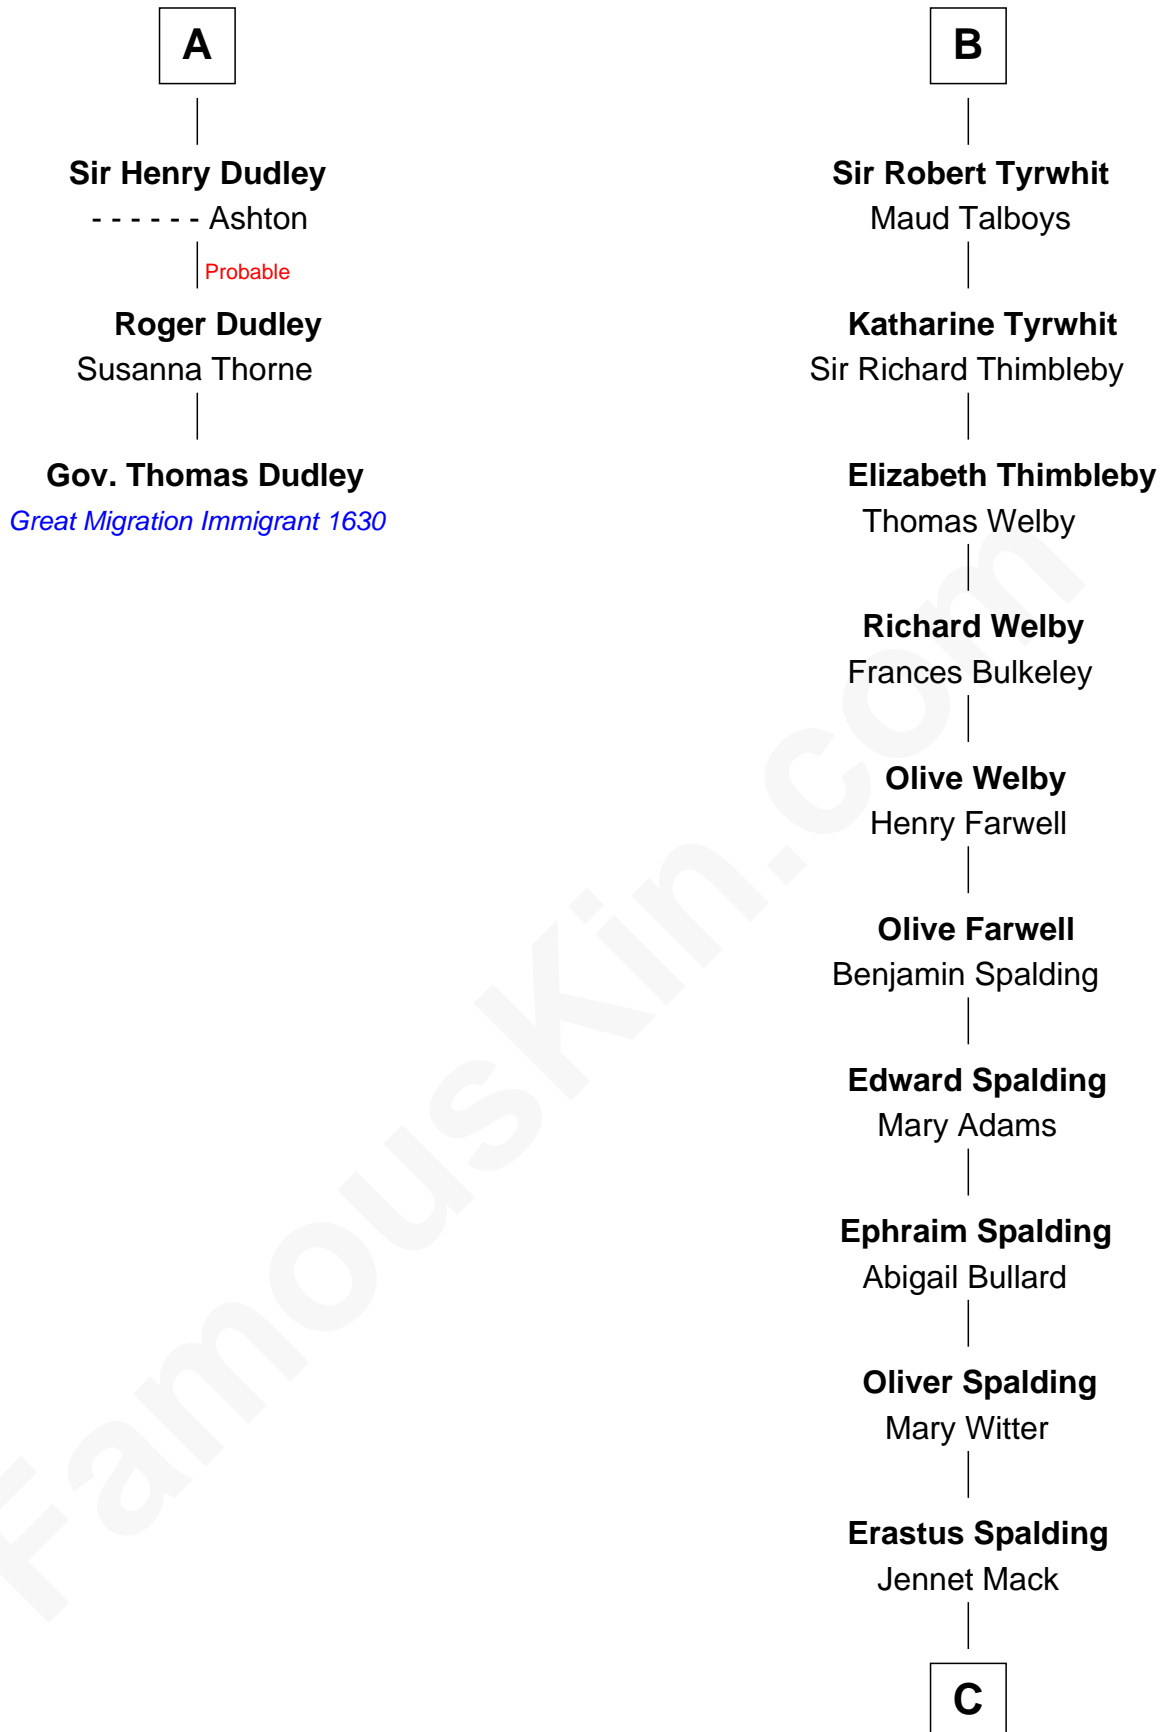 A
Sir Henry Dudley
- - - - - - Ashton
Probable
Roger Dudley
Susanna Thorne
Gov. Thomas Dudley
Great Migration Immigrant 1630
B
Sir Robert Tyrwhit
Maud Talboys
Katharine Tyrwhit
Sir Richard Thimbleby
Elizabeth Thimbleby
Thomas Welby
Richard Welby
Frances Bulkeley
Olive Welby
Henry Farwell
Olive Farwell
Benjamin Spalding
Edward Spalding
Mary Adams
Ephraim Spalding
Abigail Bullard
Oliver Spalding
Mary Witter
Erastus Spalding
Jennet Mack
C
FamousKin.com